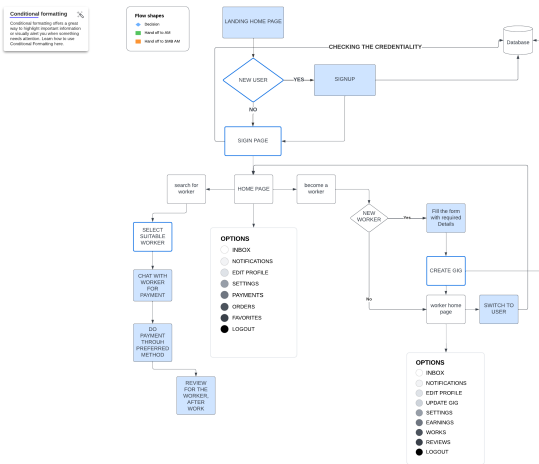 Conditional formatting
Conditional formatting offers a great
way to highlight important information
or visually alert you when something
needs attention. Learn how to use
Conditional Formatting here.
Flow shapes
Decision
Hand off to AM
Hand off to SMB AM
LANDING HOME PAGE
CHECKING THE CREDENTIALITY
Database
NEW USER
YES
SIGNUP
NO
SIGIN PAGE
search for
worker
HOME PAGE
become a
worker
SELECT
SUITABLE
WORKER
NEW
WORKER
Yes
Fill the form
with required
Details
OPTIONS
INBOX
NOTIFICATIONS
EDIT PROFILE
SETTINGS
PAYMENTS
ORDERS
FAVORITES
LOGOUT
CHAT WITH
WORKER
FOR
PAYMENT
CREATE GIG
No
worker home
page
SWITCH TO
USER
DO
PAYMENT
THROUH
PREFERRED
METHOD
REVIEW
FOR THE
WORKER,
AFTER
WORK
OPTIONS
INBOX
NOTIFICATIONS
EDIT PROFILE
UPDATE GIG
SETTINGS
EARNINGS
WORKS
REVIEWS
LOGOUT